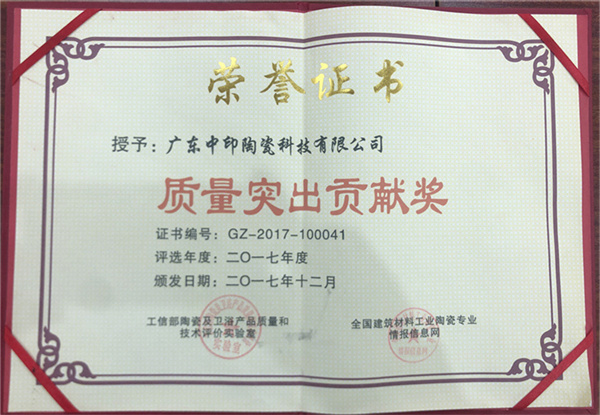 荣誉证书
授予：广东中印陶瓷科技有限公司
质量突出贡献奖
证书编号：GZ-2017-100041
评选年度：二〇一七年度
颁发日期：二〇一七年十二月
工信部陶瓷及卫浴产品质量和
技术评价实验室
全国建筑材料工业陶瓷专业
情报信息网